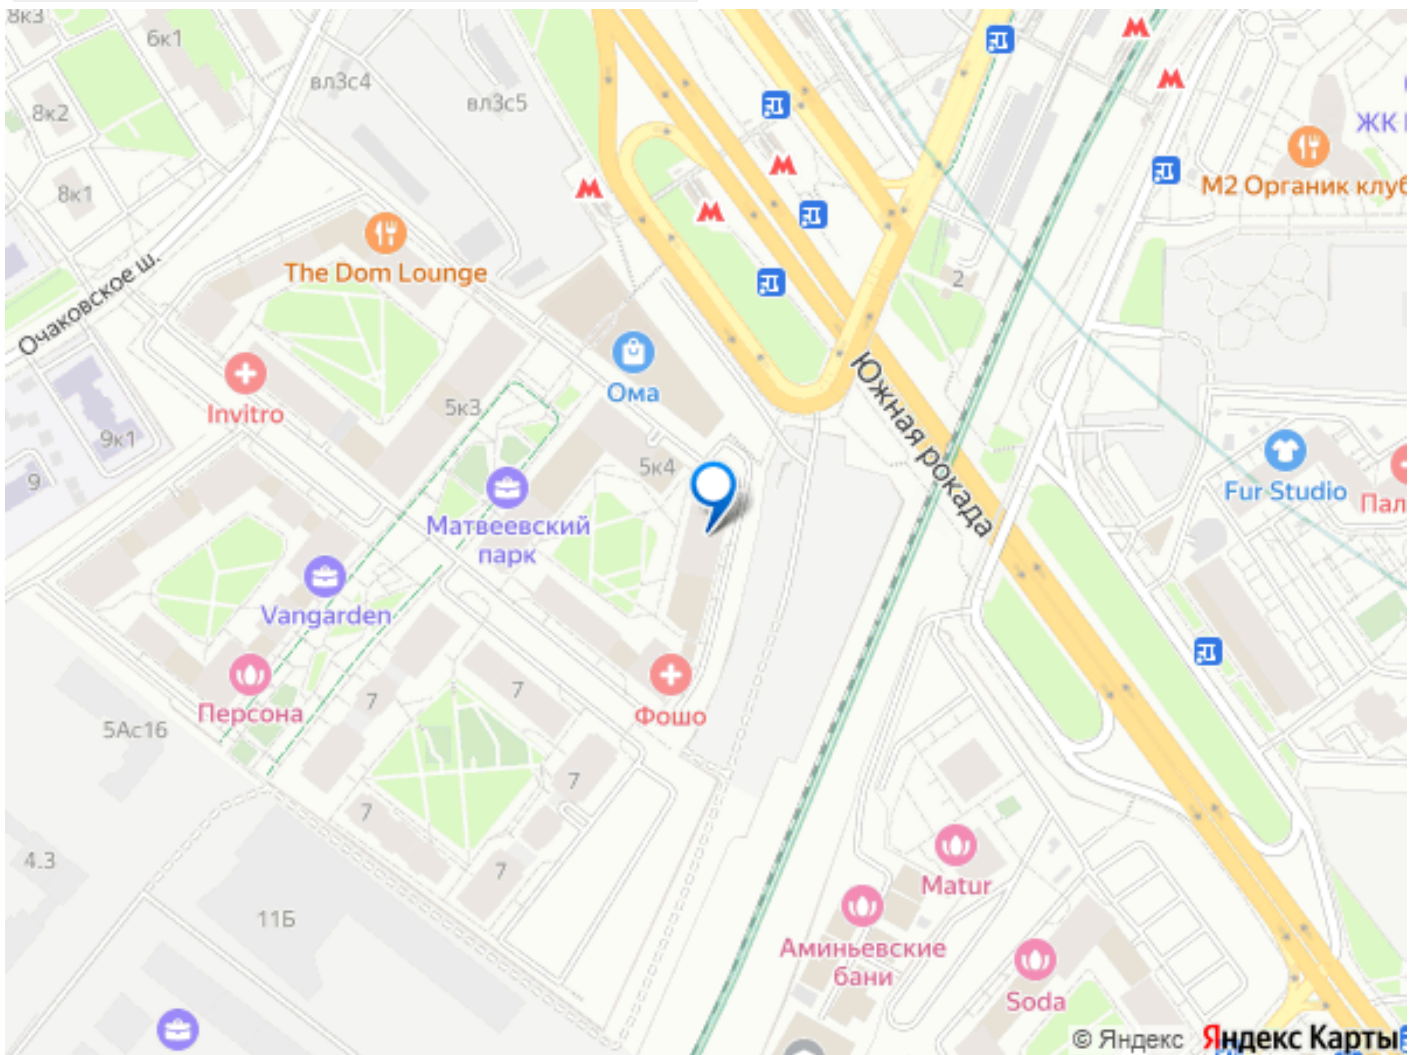 8к3
6к1
вл3с4
вл3с5
8к2
ЖК
8к1
М2 Органик клуб
The Dom Lounge
Очаковское ш.
2
Ома
Южная рокада
Invitro
5к3
9к1
5к4
9
Fur Studio
Матвеевский
парк
Vangarden
7
7
Персона
Фошо
5Ас16
7
7
4.3
7
Matur
11Б
Аминьевские
бани
Soda
© Яндекс Яндекс Карты